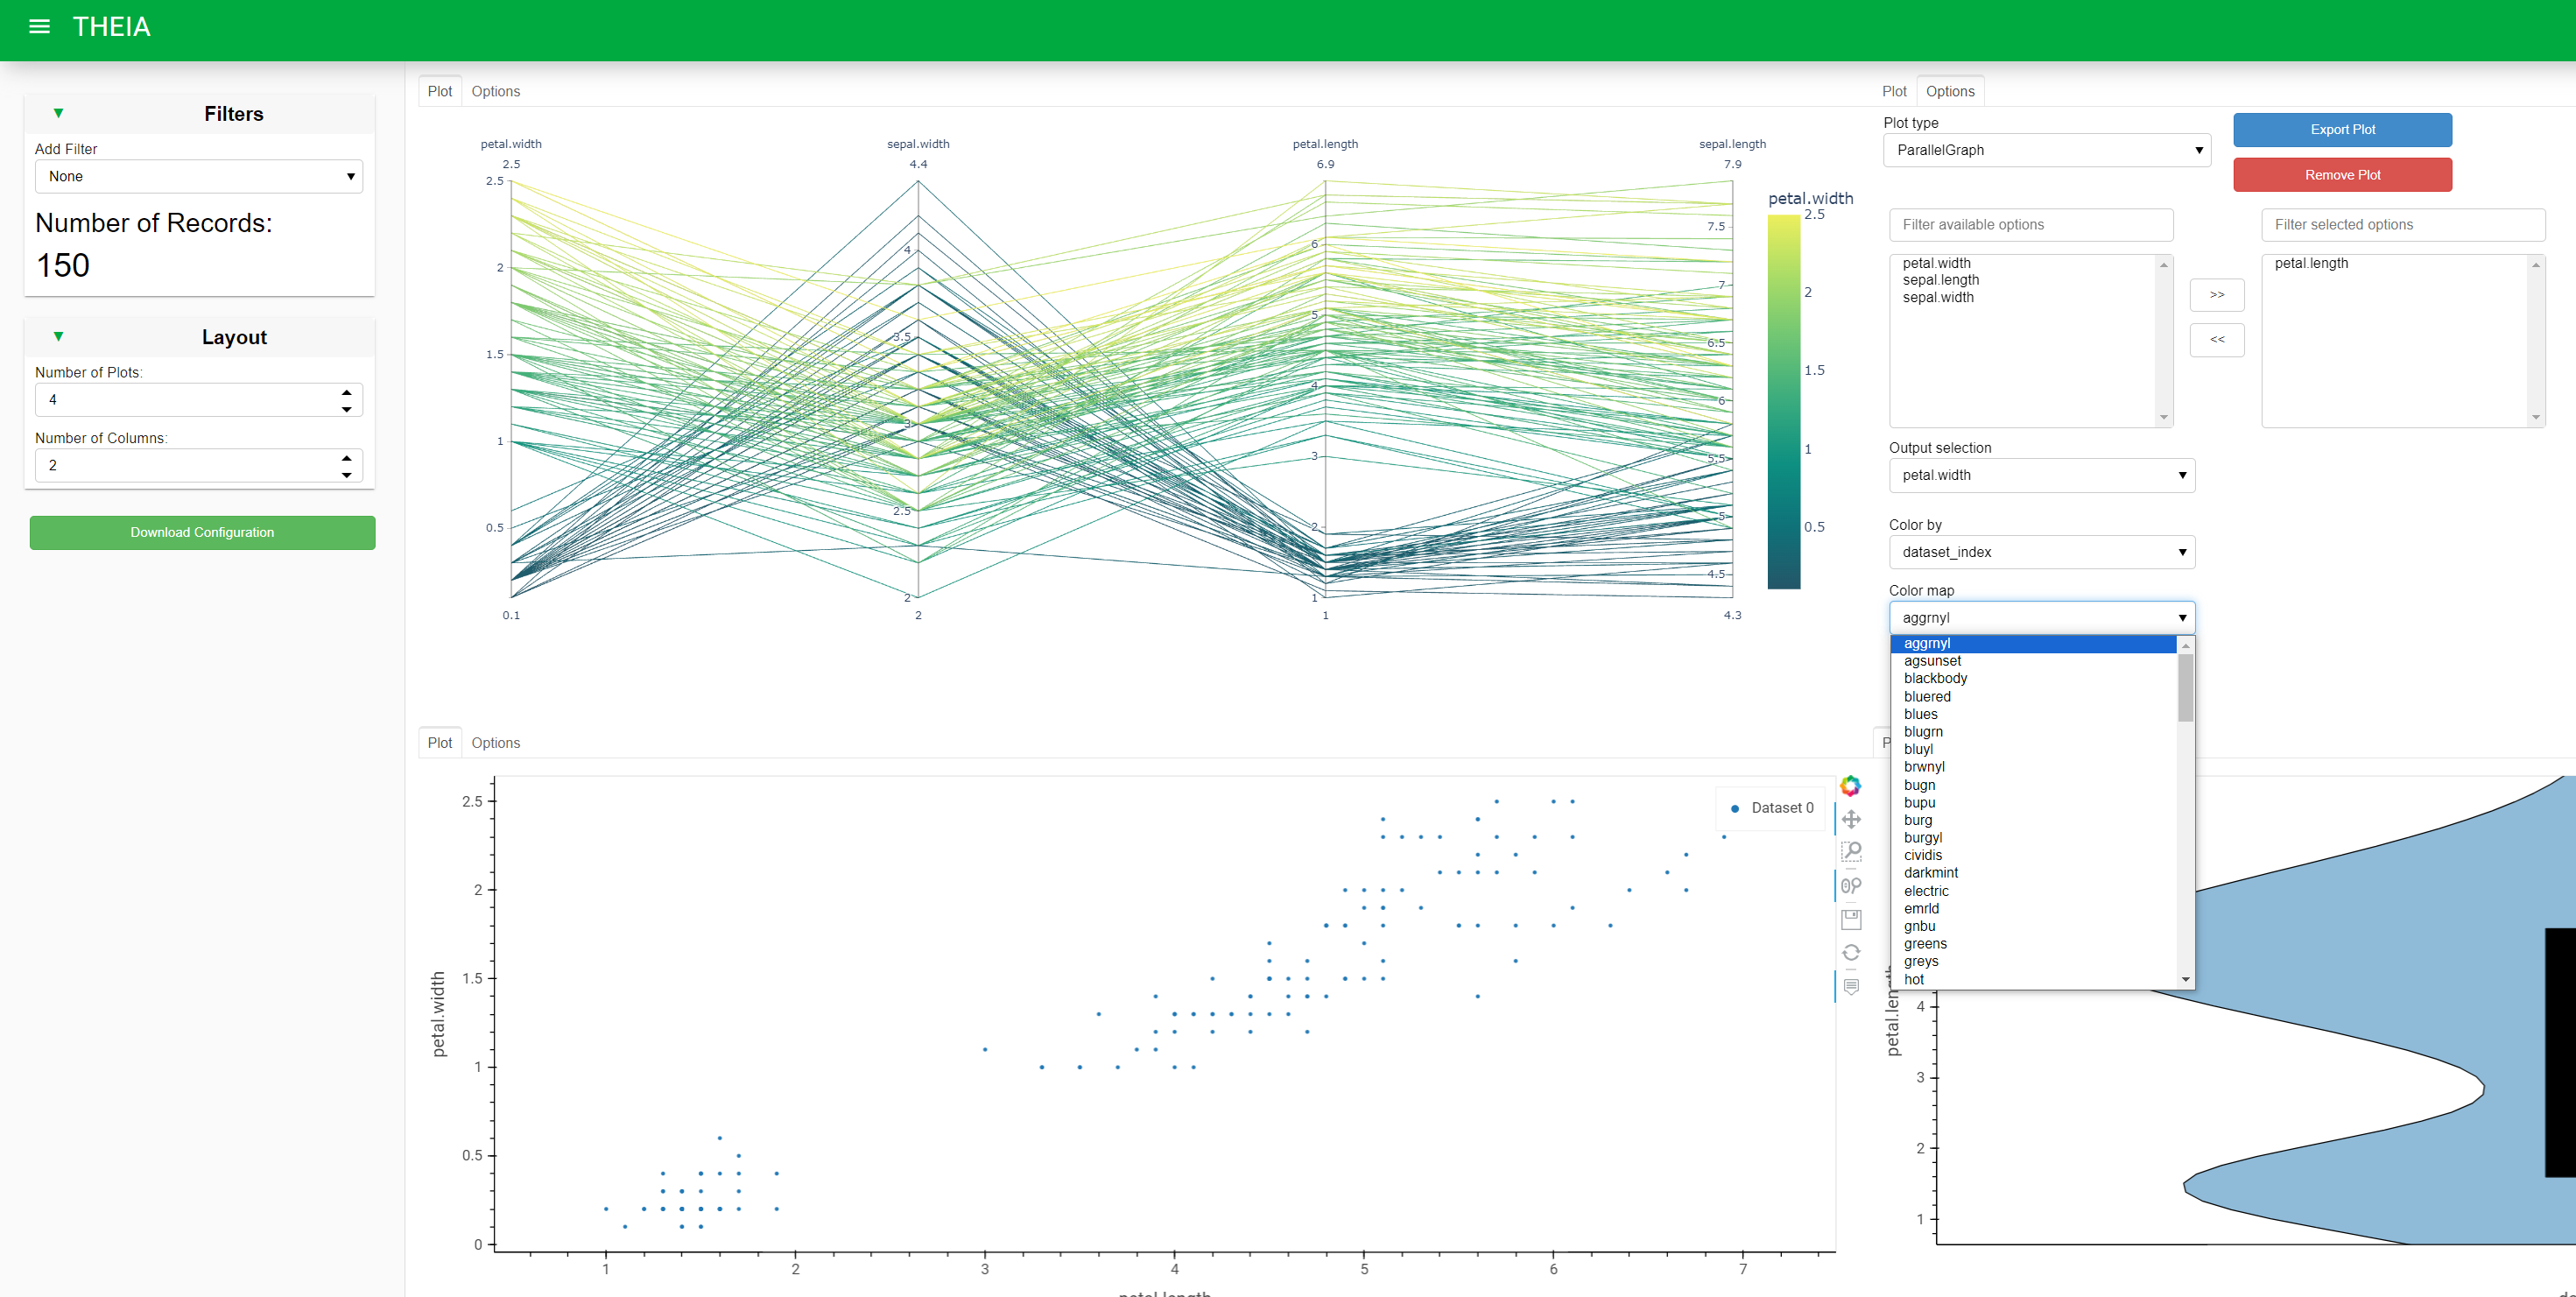 THEIA
Filters
Add Filter
None
Number of Records:
150
Layout
Number of Plots:
4
Number of Columns:
2
Download Configuration
Plot Options
petal.width sepal.width petal.length sepal.length
2.5 4.4 6.9 7.9
2.5
2
1.5
1
0.5
4
3.5
3
2.5
2
6
5
4
3
2
1
7.5
7
6.5
6
5.5
5
4.5
0.1 2 1 4.3
petal.width
2.5
2
1.5
1
0.5
Plot Options
Plot type
ParallelGraph
Export Plot
Remove Plot
Filter available options
petal.width
sepal.length
sepal.width
>>
<<
Filter selected options
petal.length
Output selection
petal.width
Color by
dataset_index
Color map
aggrnyl
aggrnyl
agsunset
blackbody
bluered
blues
blugrn
bluyl
brwnyl
bugn
bupu
burg
burgyl
cividis
darkmint
electric
emrld
gnbu
greens
greys
hot
Plot Options
petal.width
2.5
2
1.5
1
0.5
0
1 2 3 4 5 6 7
petal.length
Dataset 0
petal.length
4
3
2
1